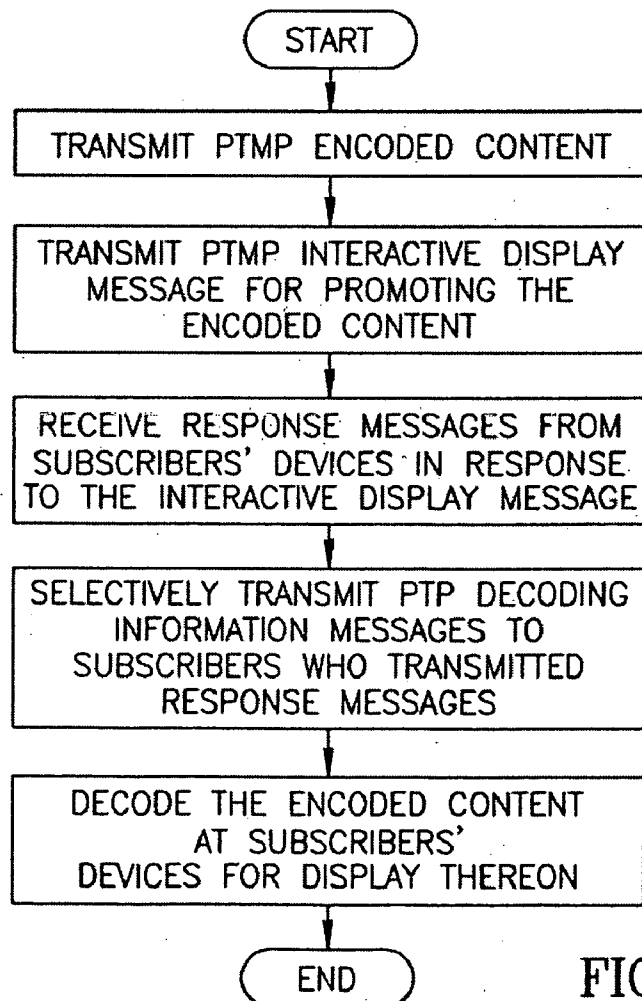 START
TRANSMIT PTMP ENCODED CONTENT
TRANSMIT PTMP INTERACTIVE DISPLAY
MESSAGE FOR PROMOTING THE
ENCODED CONTENT
RECEIVE RESPONSE MESSAGES FROM
SUBSCRIBERS' DEVICES IN RESPONSE
TO THE INTERACTIVE DISPLAY MESSAGE
SELECTIVELY TRANSMIT PTP DECODING
INFORMATION MESSAGES TO
SUBSCRIBERS WHO TRANSMITTED
RESPONSE MESSAGES
DECODE THE ENCODED CONTENT
AT SUBSCRIBERS'
DEVICES FOR DISPLAY THEREON
END